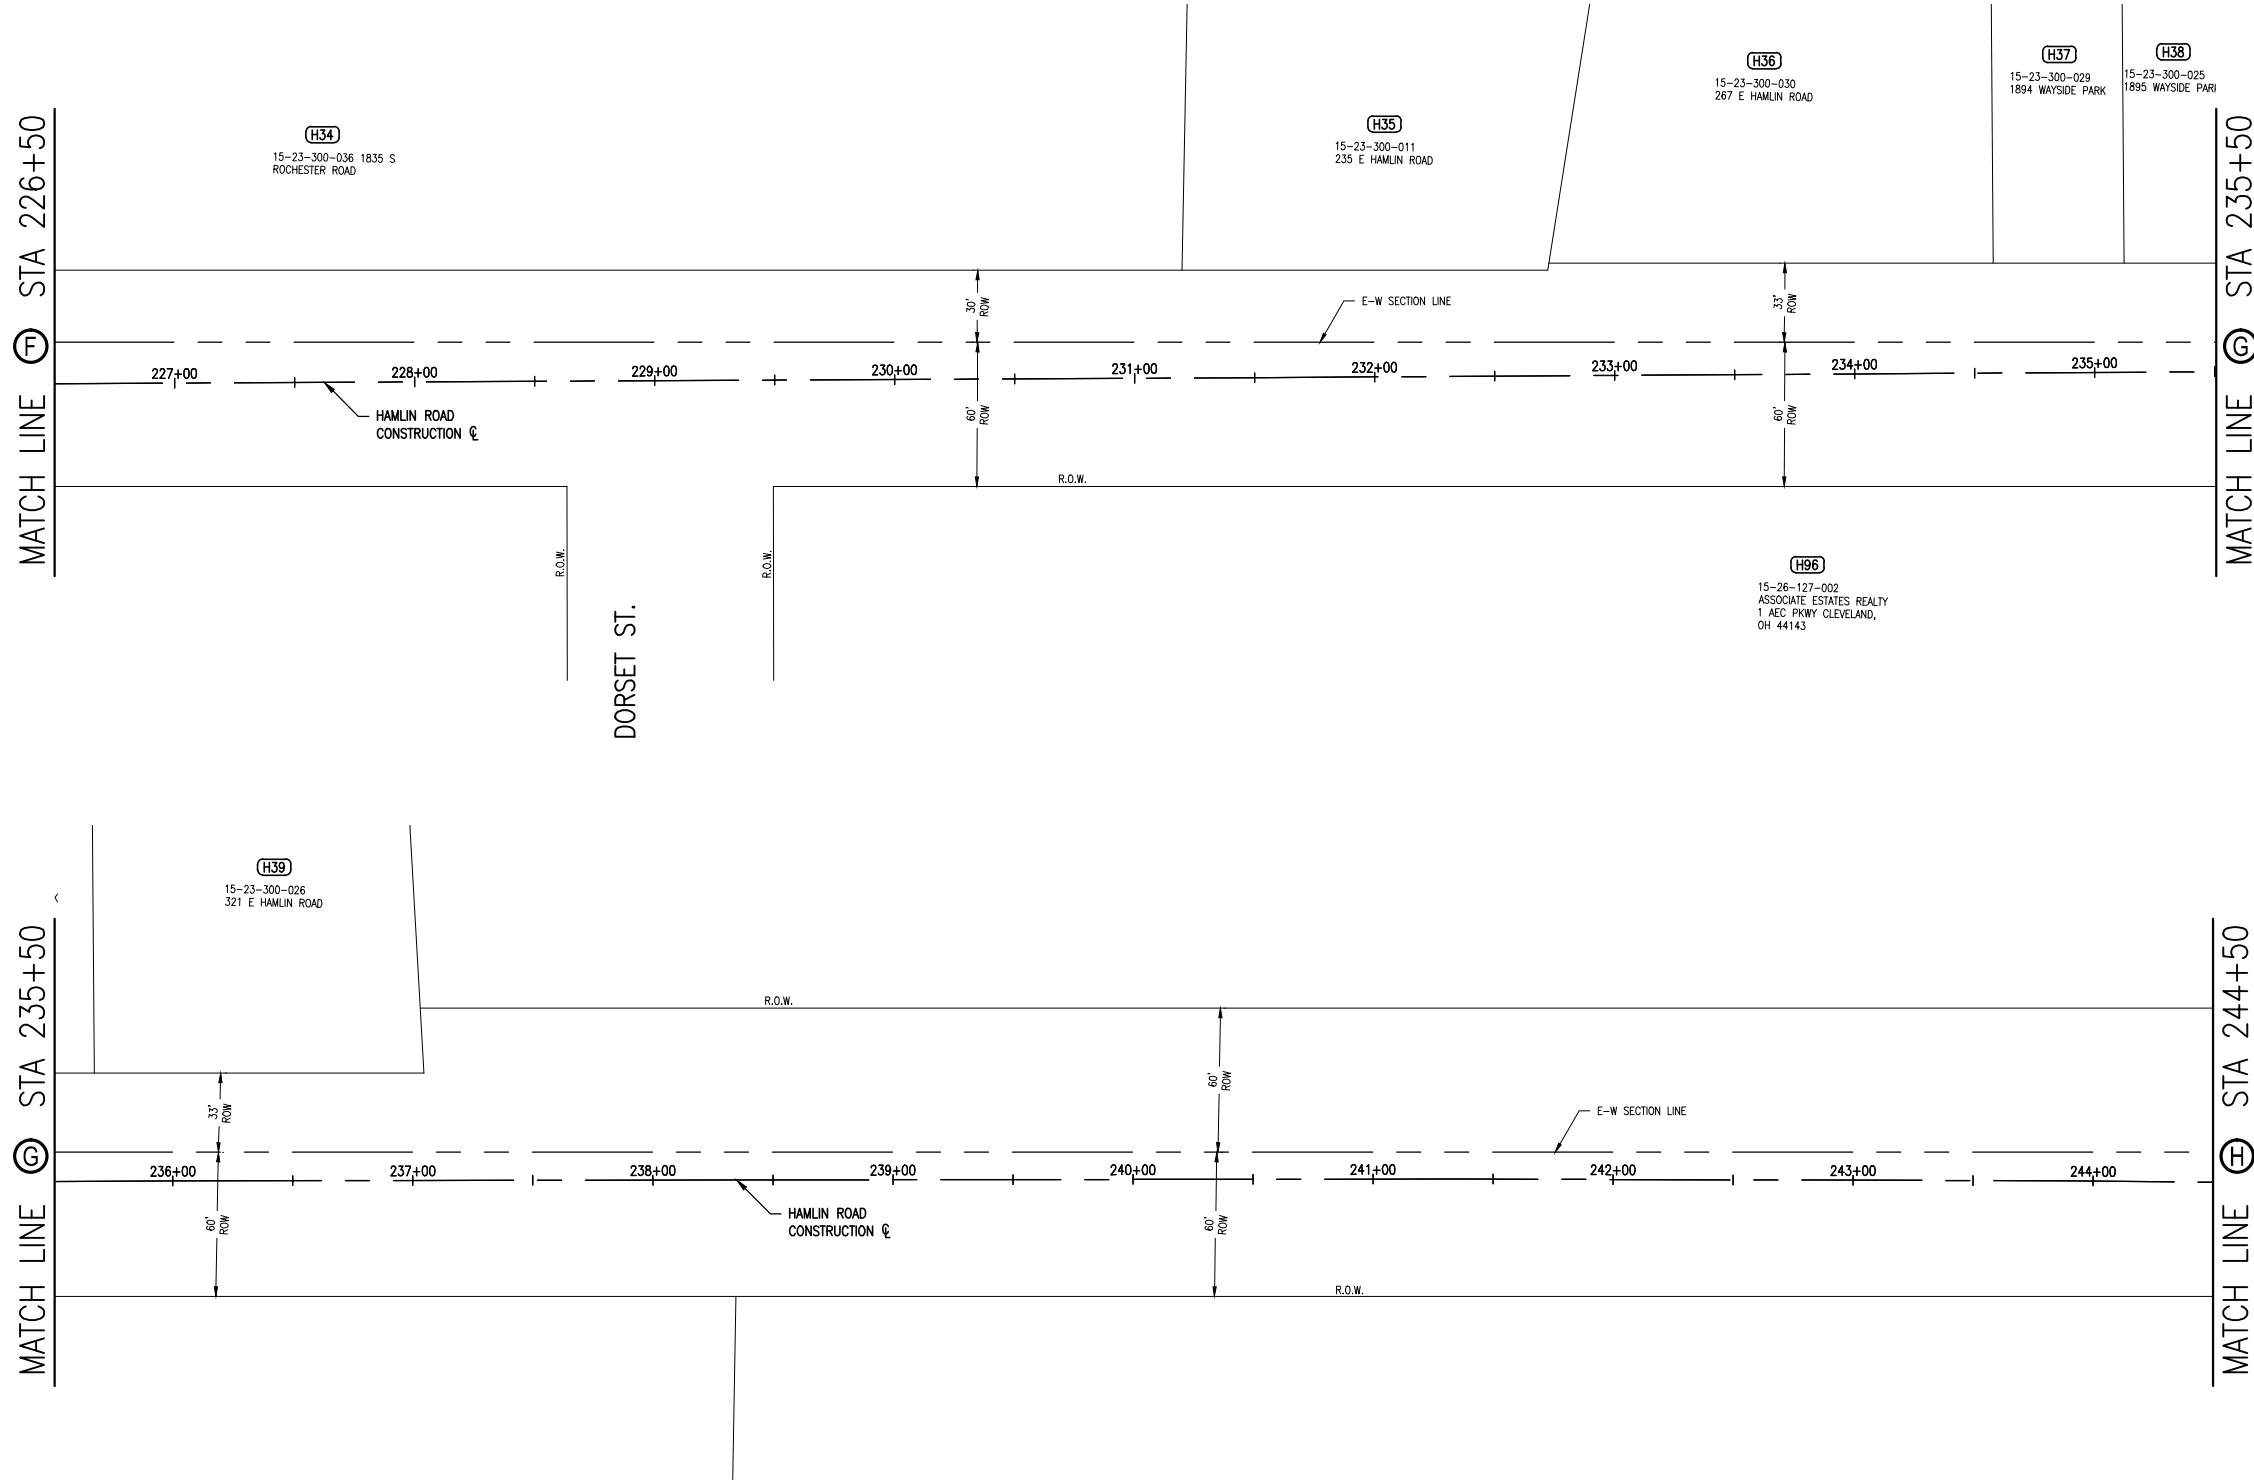 H34
15-23-300-036 1835 S
ROCHESTER ROAD
H35
15-23-300-011
235 E HAMLIN ROAD
H36
15-23-300-030
267 E HAMLIN ROAD
H37
15-23-300-029
1894 WAYSIDE PARK
H38
15-23-300-025
1895 WAYSIDE PARK
MATCH LINE F STA 226+50
30'
ROW
E-W SECTION LINE
33'
ROW
227+00
228+00
229+00
230+00
231+00
232+00
233+00
234+00
235+00
HAMLIN ROAD
CONSTRUCTION ℄
60'
ROW
60'
ROW
R.O.W.
R.O.W.
R.O.W.
DORSET ST.
H96
15-26-127-002
ASSOCIATE ESTATES REALTY
1 AEC PKWY CLEVELAND,
OH 44143
MATCH LINE G STA 235+50
MATCH LINE G STA 235+50
H39
15-23-300-026
321 E HAMLIN ROAD
R.O.W.
33'
ROW
60'
ROW
E-W SECTION LINE
236+00
237+00
238+00
239+00
240+00
241+00
242+00
243+00
244+00
60'
ROW
HAMLIN ROAD
CONSTRUCTION ℄
60'
ROW
R.O.W.
MATCH LINE H STA 244+50